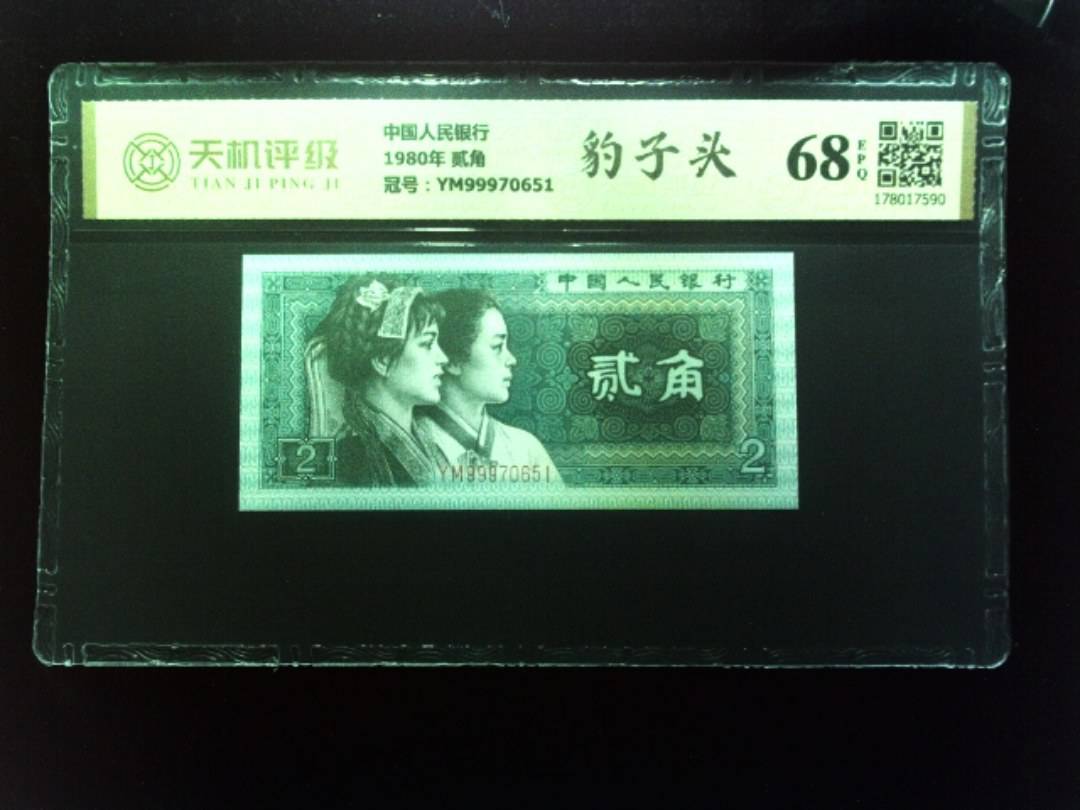 天机评级
TIAN JI PING JI
中国人民银行
1980年 贰角
冠号：YM99970651
豹子头
68
EPQ
178017590
中国人民银行
贰角
2
YM99970651
2